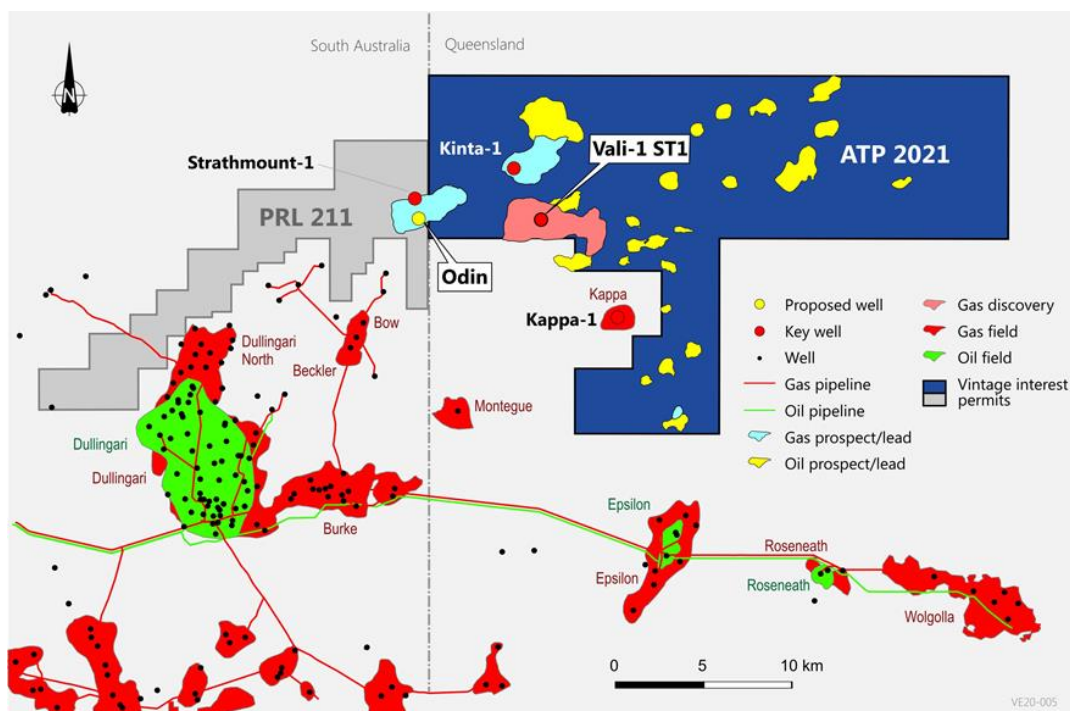 South Australia
Queensland
N
Kinta-1
Vali-1 ST1
ATP 2021
Strathmount-1
PRL 211
Odin
Kappa
Kappa-1
Bow
Dullingari
North
Beckler
Montegue
Dullingari
Dullingari
Burke
Epsilon
Epsilon
Roseneath
Roseneath
Wolgolla
Proposed well
Key well
Well
Gas pipeline
Oil pipeline
Gas prospect/lead
Oil prospect/lead
Gas discovery
Gas field
Oil field
Vintage interest
permits
0 5 10 km
VE20-005